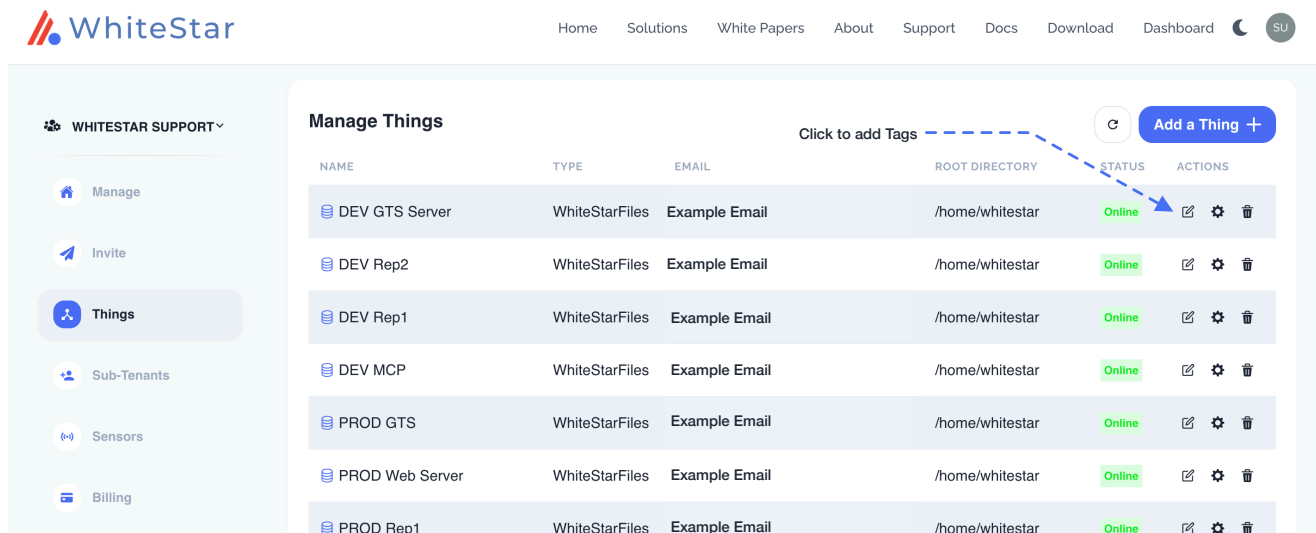 WhiteStar
Home Solutions White Papers About Support Docs Download Dashboard SU
WHITESTAR SUPPORT
Manage
Invite
Things
Sub-Tenants
Sensors
Billing
Manage Things
Click to add Tags
Add a Thing
NAME TYPE EMAIL ROOT DIRECTORY STATUS ACTIONS
DEV GTS Server WhiteStarFiles Example Email /home/whitestar Online
DEV Rep2 WhiteStarFiles Example Email /home/whitestar Online
DEV Rep1 WhiteStarFiles Example Email /home/whitestar Online
DEV MCP WhiteStarFiles Example Email /home/whitestar Online
PROD GTS WhiteStarFiles Example Email /home/whitestar Online
PROD Web Server WhiteStarFiles Example Email /home/whitestar Online
PROD Rep1 WhiteStarFiles Example Email /home/whitestar Online